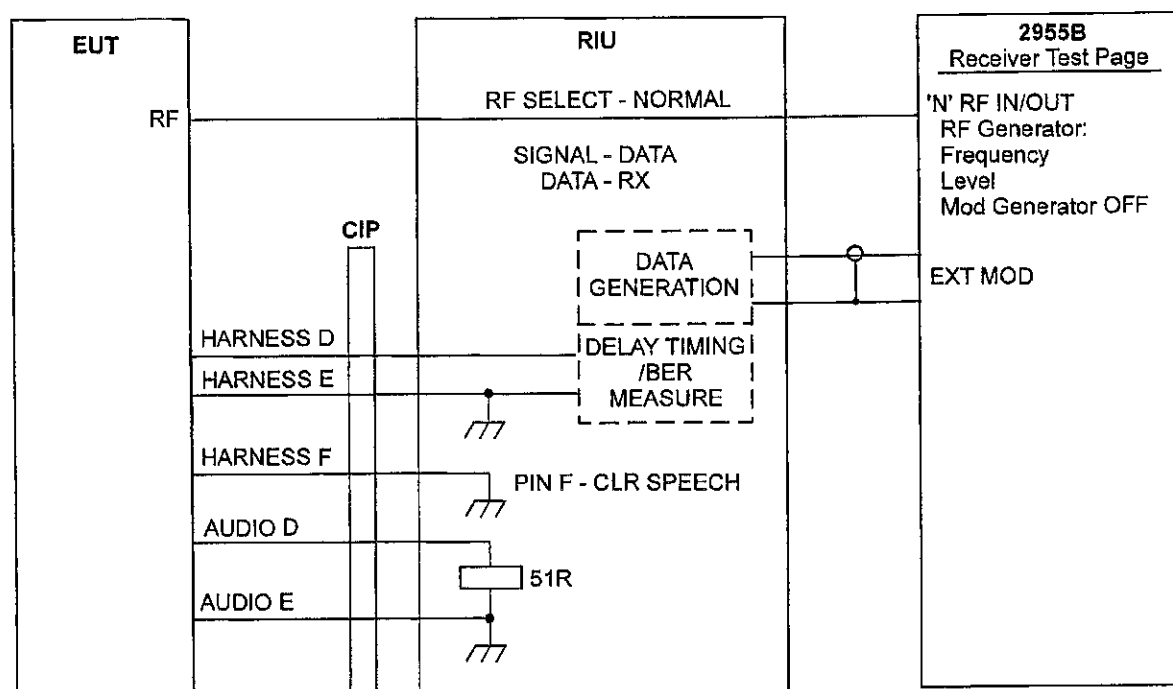 EUT
RIU
2955B
Receiver Test Page
RF
RF SELECT - NORMAL
'N' RF IN/OUT
RF Generator:
Frequency
Level
Mod Generator OFF
SIGNAL - DATA
DATA - RX
CIP
DATA
GENERATION
EXT MOD
HARNESS D
DELAY TIMING
/BER
MEASURE
HARNESS E
HARNESS F
PIN F - CLR SPEECH
AUDIO D
51R
AUDIO E